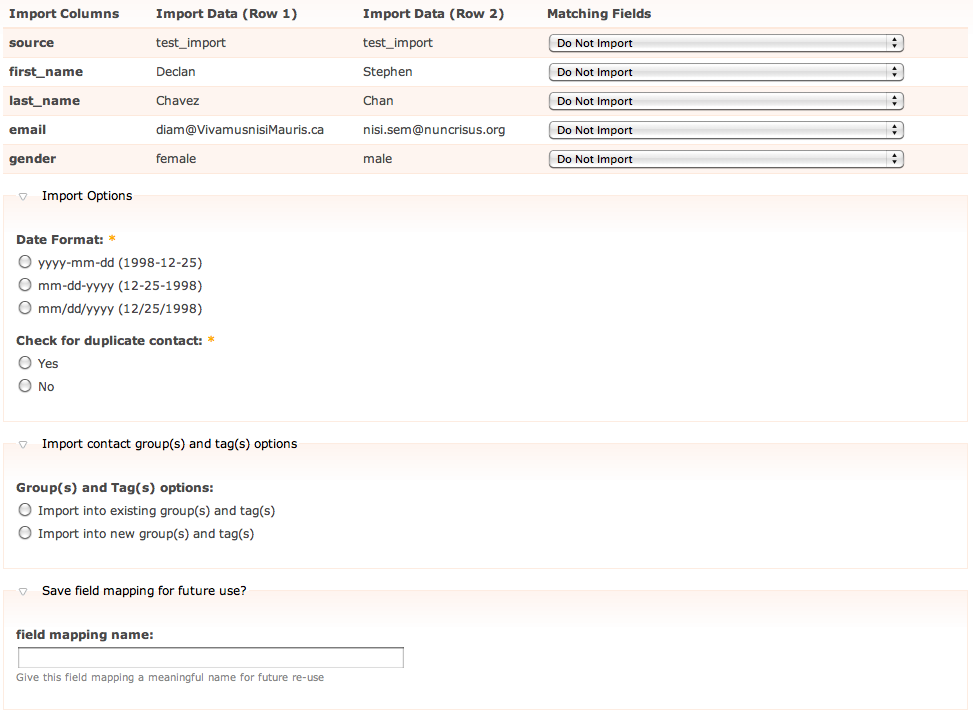 Import Columns Import Data (Row 1) Import Data (Row 2) Matching Fields
source test_import test_import Do Not Import
first_name Declan Stephen Do Not Import
last_name Chavez Chan Do Not Import
email diam@VivamusnisiMauris.ca nisi.sem@nuncrisus.org Do Not Import
gender female male Do Not Import
Import Options
Date Format: *
yyyy-mm-dd (1998-12-25)
mm-dd-yyyy (12-25-1998)
mm/dd/yyyy (12/25/1998)
Check for duplicate contact: *
Yes
No
Import contact group(s) and tag(s) options
Group(s) and Tag(s) options:
Import into existing group(s) and tag(s)
Import into new group(s) and tag(s)
Save field mapping for future use?
field mapping name:
Give this field mapping a meaningful name for future re-use